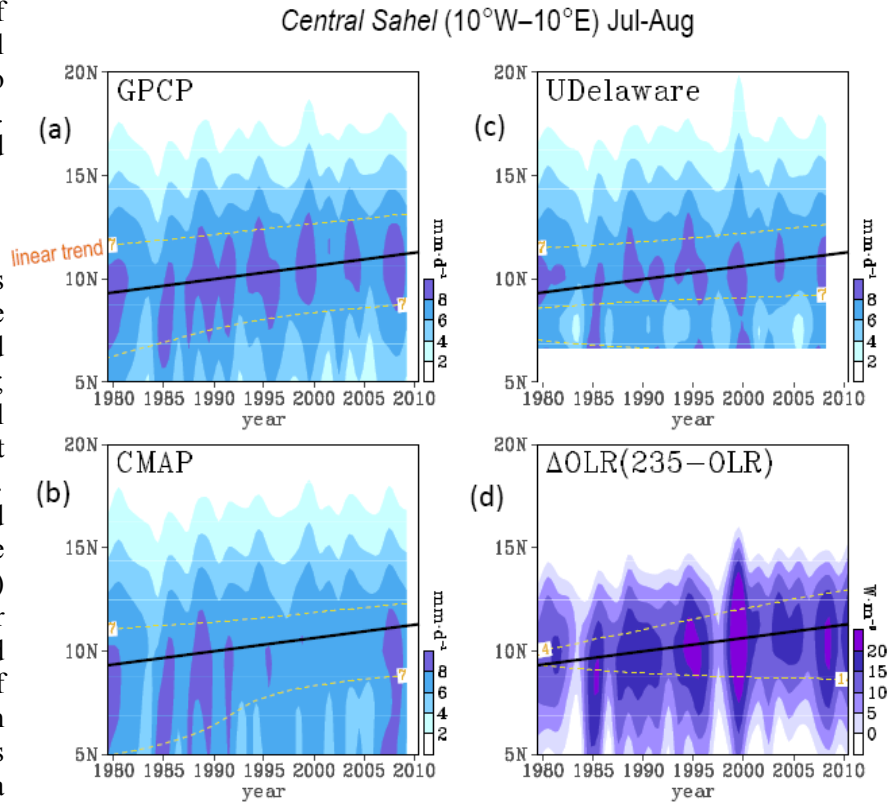 Central Sahel (10°W–10°E) Jul-Aug
(a)
GPCP
20N
15N
10N
5N
linear trend
7
7
1980 1985 1990 1995 2000 2005 2010
year
mm·d⁻¹
8
6
4
2
(c)
UDelaware
20N
15N
10N
5N
7
7
1980 1985 1990 1995 2000 2005 2010
year
mm·d⁻¹
8
6
4
2
(b)
CMAP
20N
15N
10N
5N
7
7
1980 1985 1990 1995 2000 2005 2010
year
mm·d⁻¹
8
6
4
2
(d)
ΔOLR(235−OLR)
20N
15N
10N
5N
4
1980 1985 1990 1995 2000 2005 2010
year
20
15
10
5
0